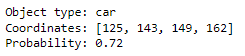 Object type: car
Coordinates: [125, 143, 149, 162]
Probability: 0.72